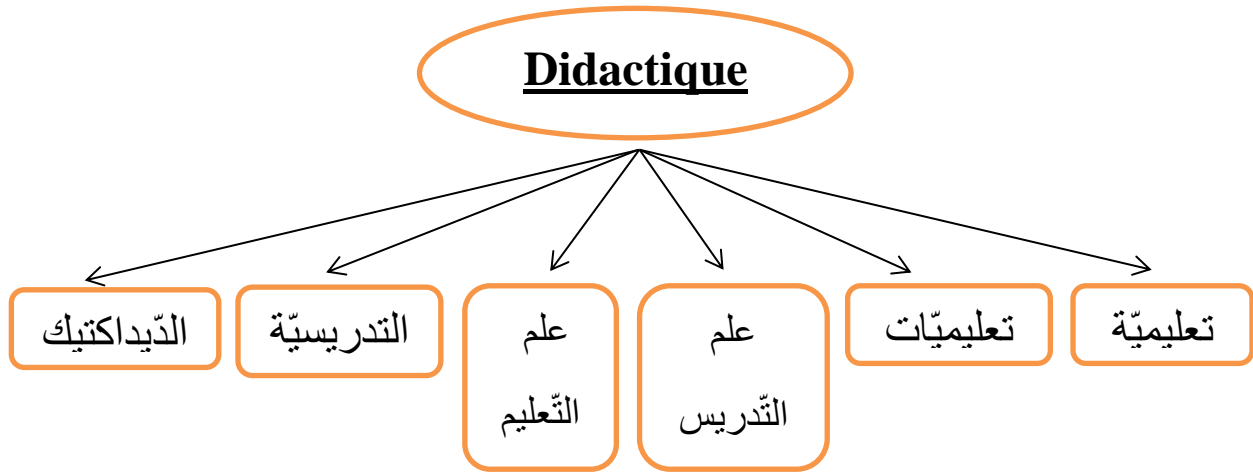 Didactique
تعليميّة
تعليميّات
علم
التّدريس
علم
التّعليم
التدريسيّة
الدّيداكتيك